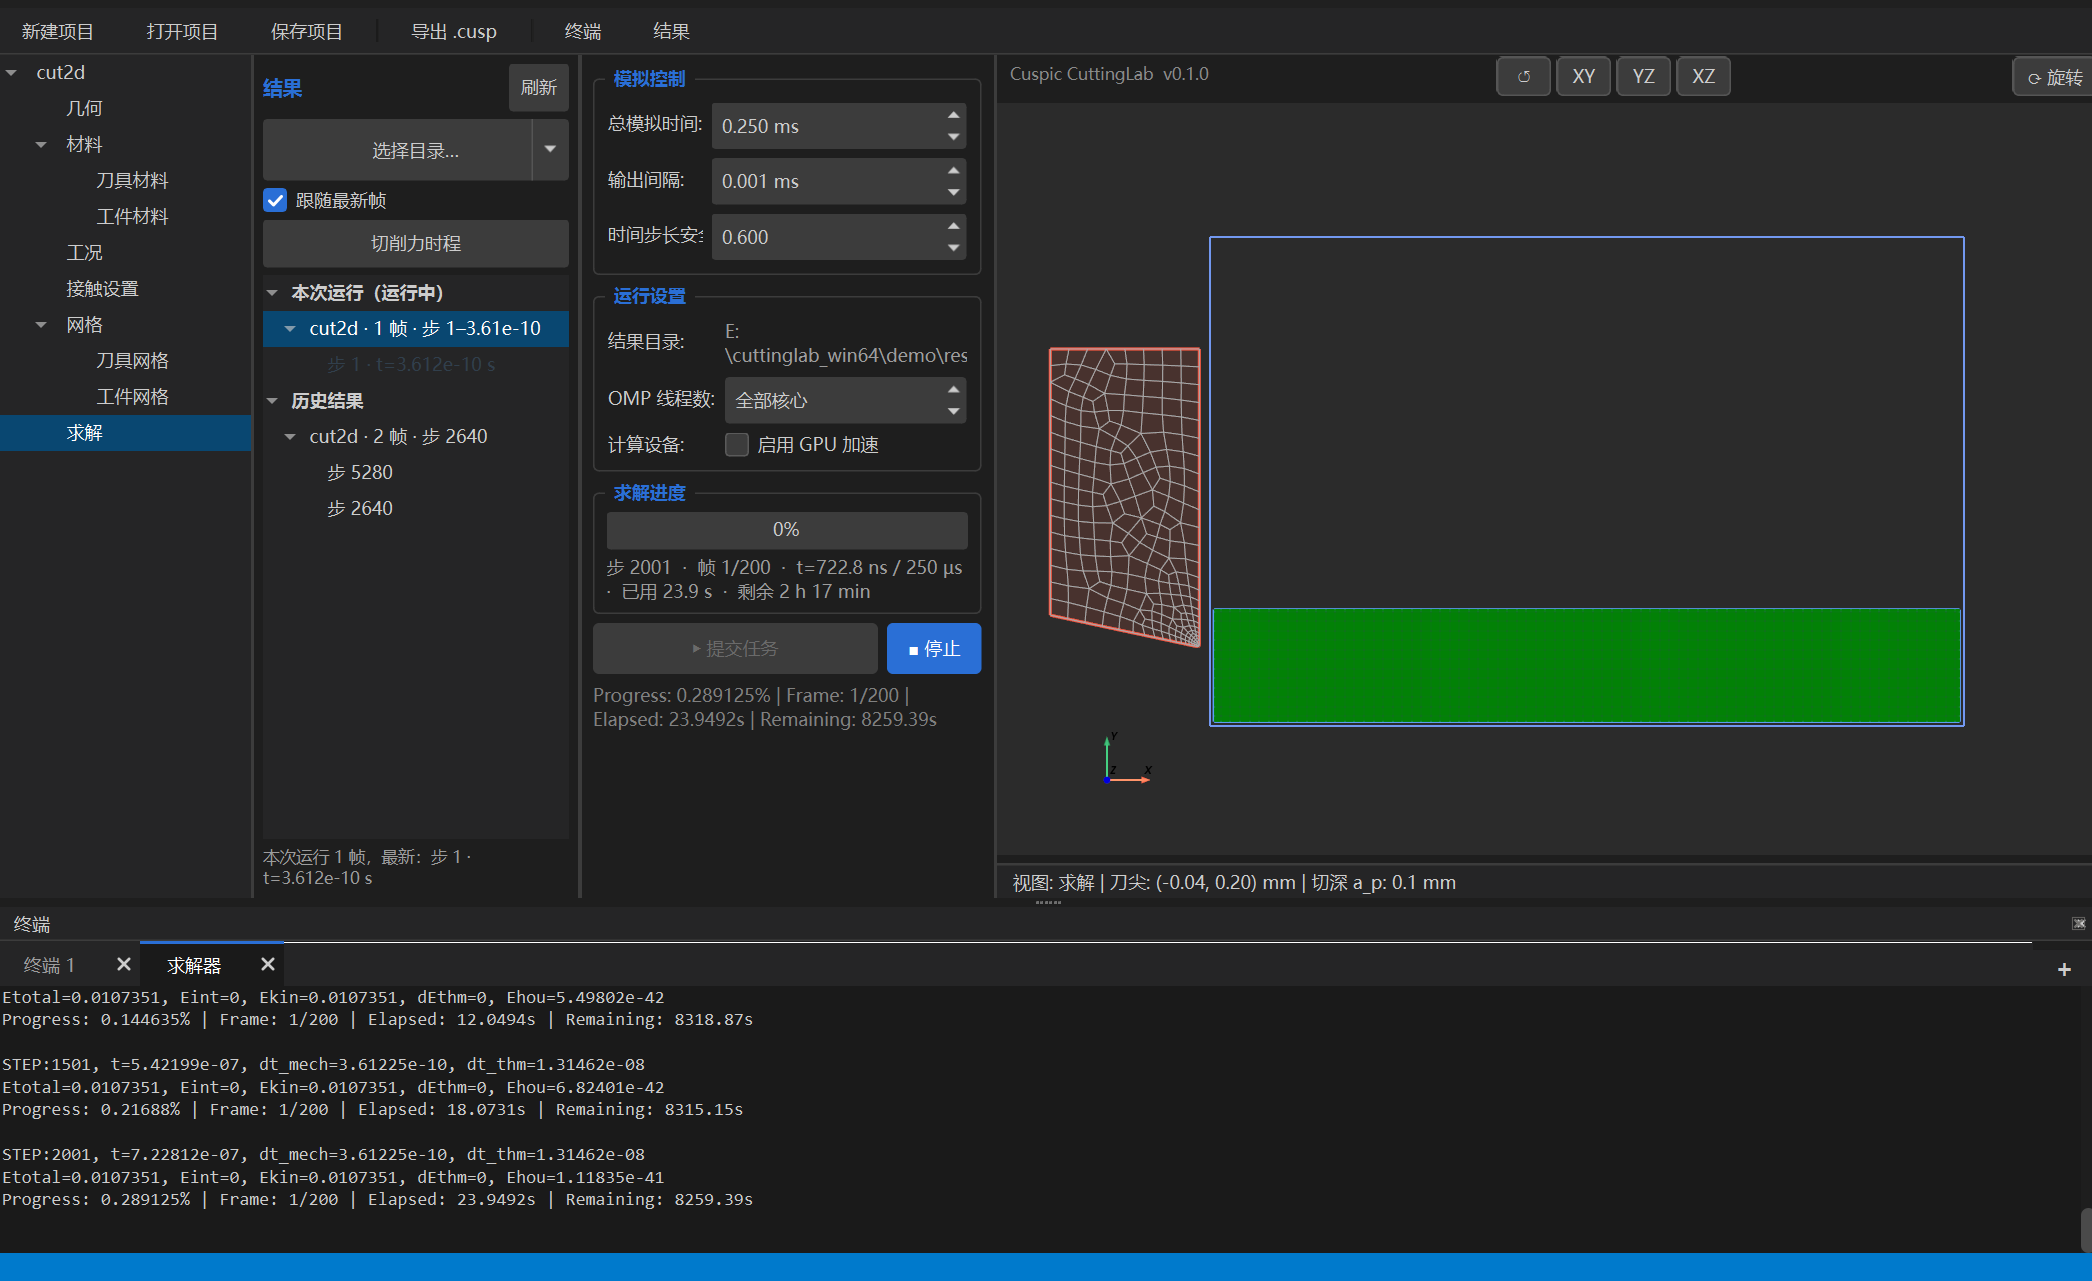 新建项目 打开项目 保存项目 导出 .cusp 终端 结果
cut2d
几何
材料
刀具材料
工件材料
工况
接触设置
网格
刀具网格
工件网格
求解
结果 刷新
选择目录...
跟随最新帧
切削力时程
本次运行（运行中）
cut2d · 1 帧 · 步 1–3.61e-10
步 1 · t=3.612e-10 s
历史结果
cut2d · 2 帧 · 步 2640
步 5280
步 2640
本次运行 1 帧，最新：步 1 ·
t=3.612e-10 s
模拟控制
总模拟时间: 0.250 ms
输出间隔: 0.001 ms
时间步长安 0.600
运行设置
结果目录: E:
\cuttinglab_win64\demo\res
OMP 线程数: 全部核心
计算设备: 启用 GPU 加速
求解进度
0%
步 2001 · 帧 1/200 · t=722.8 ns / 250 μs
· 已用 23.9 s · 剩余 2 h 17 min
提交任务 停止
Progress: 0.289125% | Frame: 1/200 |
Elapsed: 23.9492s | Remaining: 8259.39s
Cuspic CuttingLab v0.1.0 XY YZ XZ 旋转
Y
Z X
视图: 求解 | 刀尖: (-0.04, 0.20) mm | 切深 a_p: 0.1 mm
终端
终端 1 求解器
Etotal=0.0107351, Eint=0, Ekin=0.0107351, dEthm=0, Ehou=5.49802e-42
Progress: 0.144635% | Frame: 1/200 | Elapsed: 12.0494s | Remaining: 8318.87s
STEP:1501, t=5.42199e-07, dt_mech=3.61225e-10, dt_thm=1.31462e-08
Etotal=0.0107351, Eint=0, Ekin=0.0107351, dEthm=0, Ehou=6.82401e-42
Progress: 0.21688% | Frame: 1/200 | Elapsed: 18.0731s | Remaining: 8315.15s
STEP:2001, t=7.22812e-07, dt_mech=3.61225e-10, dt_thm=1.31462e-08
Etotal=0.0107351, Eint=0, Ekin=0.0107351, dEthm=0, Ehou=1.11835e-41
Progress: 0.289125% | Frame: 1/200 | Elapsed: 23.9492s | Remaining: 8259.39s